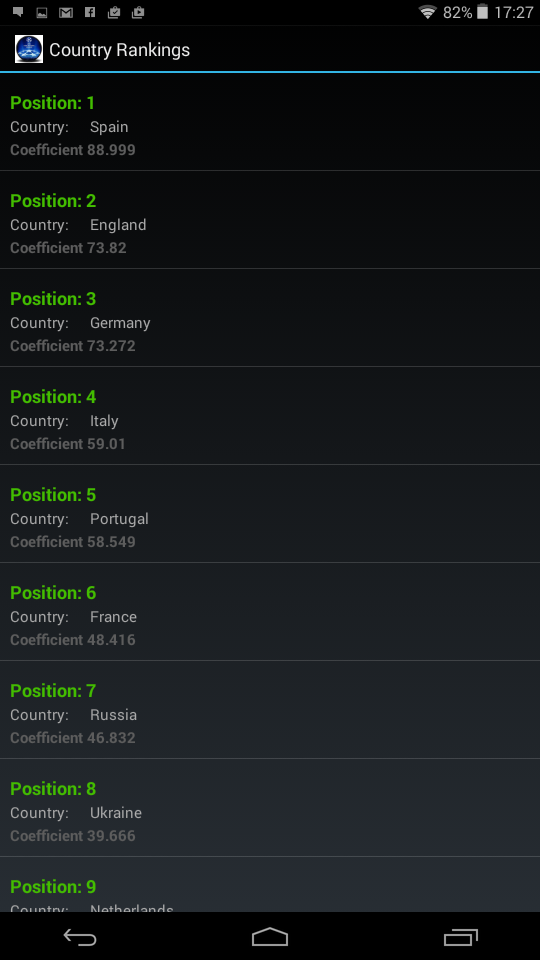 82% 17:27
Country Rankings
Position: 1
Country: Spain
Coefficient 88.999
Position: 2
Country: England
Coefficient 73.82
Position: 3
Country: Germany
Coefficient 73.272
Position: 4
Country: Italy
Coefficient 59.01
Position: 5
Country: Portugal
Coefficient 58.549
Position: 6
Country: France
Coefficient 48.416
Position: 7
Country: Russia
Coefficient 46.832
Position: 8
Country: Ukraine
Coefficient 39.666
Position: 9
Country: Netherlands